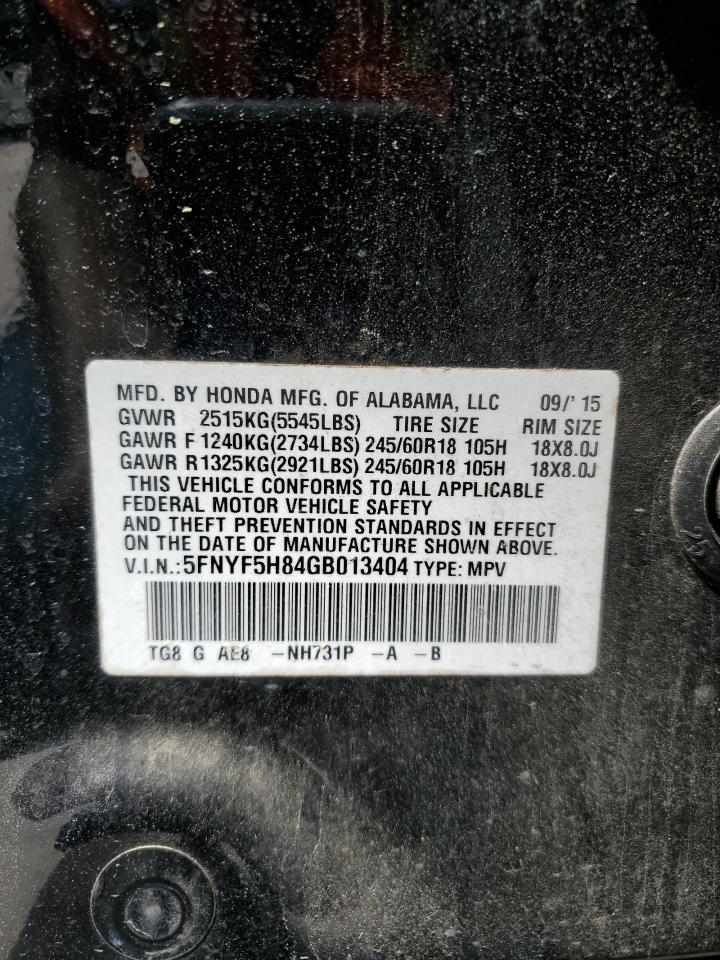 MFD. BY HONDA MFG. OF ALABAMA, LLC 09/'15
GVWR 2515KG(5545LBS) TIRE SIZE RIM SIZE
GAWR F 1240KG(2734LBS) 245/60R18 105H 18X8.0J
GAWR R1325KG(2921LBS) 245/60R18 105H 18X8.0J
THIS VEHICLE CONFORMS TO ALL APPLICABLE
FEDERAL MOTOR VEHICLE SAFETY
AND THEFT PREVENTION STANDARDS IN EFFECT
ON THE DATE OF MANUFACTURE SHOWN ABOVE.
V.I.N.:5FNYF5H84GB013404 TYPE: MPV
TG8 G AE8 -NH731P -A -B
25